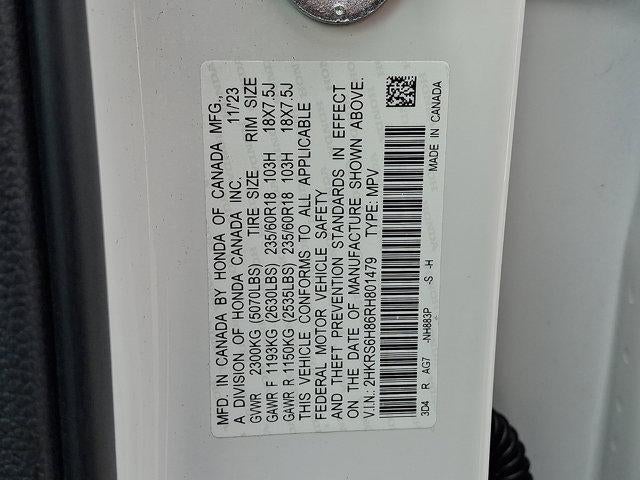 MFD. IN CANADA BY HONDA OF CANADA MFG.,
A DIVISION OF HONDA CANADA INC. 11/23
GVWR 2300KG (5070LBS) TIRE SIZE RIM SIZE
GAWR F 1193KG (2630LBS) 235/60R18 103H 18X7.5J
GAWR R 1150KG (2535LBS) 235/60R18 103H 18X7.5J
THIS VEHICLE CONFORMS TO ALL APPLICABLE
FEDERAL MOTOR VEHICLE SAFETY
AND THEFT PREVENTION STANDARDS IN EFFECT
ON THE DATE OF MANUFACTURE SHOWN ABOVE.
V.I.N.: 2HKRS6H86RH801479 TYPE: MPV
3D4 R AG7 -NH883P -S -H MADE IN CANADA